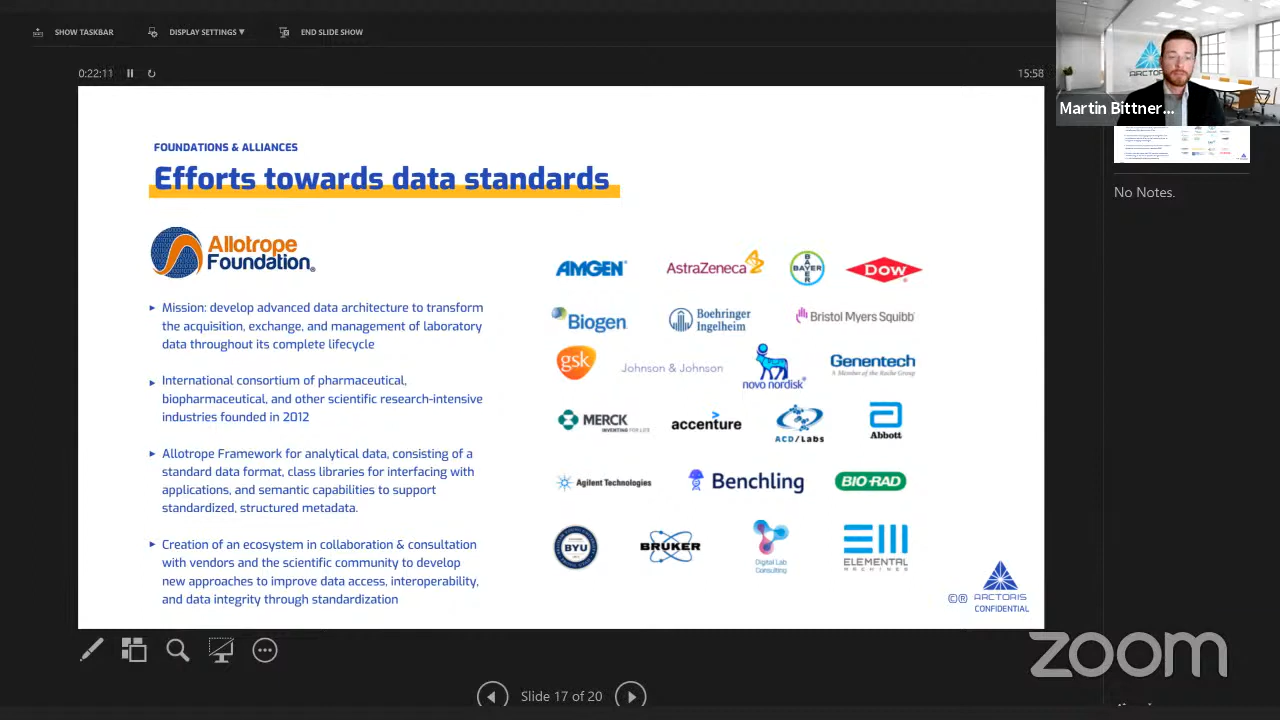 SHOW TASKBAR
DISPLAY SETTINGS ▼
END SLIDE SHOW
0:22:11
15:58
ARCTORIS
Martin Bittner...
No Notes.
FOUNDATIONS & ALLIANCES
Efforts towards data standards
Allotrope
Foundation®
▸ Mission: develop advanced data architecture to transform
the acquisition, exchange, and management of laboratory
data throughout its complete lifecycle
▸ International consortium of pharmaceutical,
biopharmaceutical, and other scientific research-intensive
industries founded in 2012
▸ Allotrope Framework for analytical data, consisting of a
standard data format, class libraries for interfacing with
applications, and semantic capabilities to support
standardized, structured metadata.
▸ Creation of an ecosystem in collaboration & consultation
with vendors and the scientific community to develop
new approaches to improve data access, interoperability,
and data integrity through standardization
AMGEN
AstraZeneca
BAYER
BAYER
Dow
Biogen
Boehringer
Ingelheim
Bristol Myers Squibb
gsk
Johnson & Johnson
novo nordisk®
Genentech
A Member of the Roche Group
MERCK
INVENTING FOR LIFE
accenture
ACD/Labs
Abbott
Agilent Technologies
Benchling
BIO-RAD
BYU
BRUKER
Digital Lab
Consulting
ELEMENTAL
MACHINES
©® ARCTORIS
CONFIDENTIAL
zoom
Slide 17 of 20